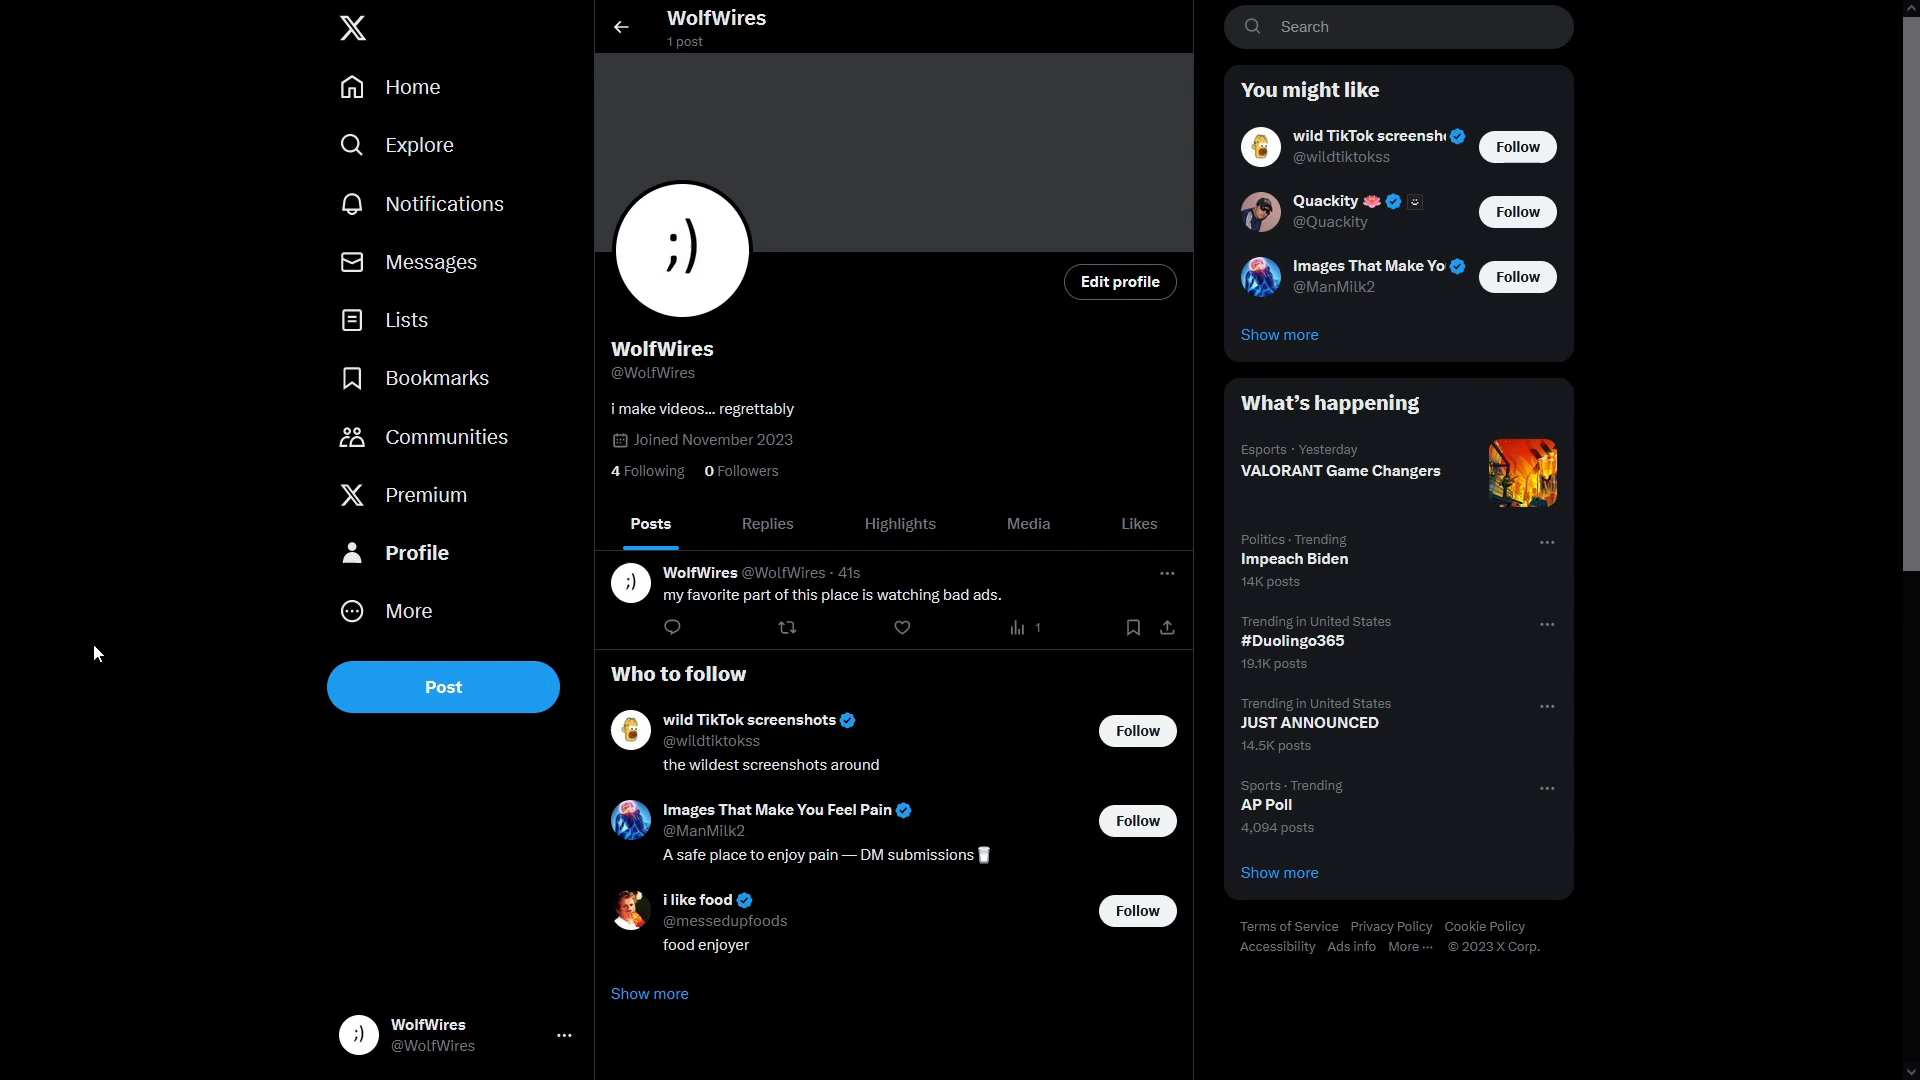 Home
Explore
Notifications
Messages
Lists
Bookmarks
Communities
Premium
Profile
More
Post
WolfWires
@WolfWires
WolfWires
1 post
;)
Edit profile
WolfWires
@WolfWires
i make videos... regrettably
Joined November 2023
4 Following 0 Followers
Posts Replies Highlights Media Likes
WolfWires @WolfWires · 41s
my favorite part of this place is watching bad ads.
1
Who to follow
wild TikTok screenshots
@wildtiktokss
the wildest screenshots around
Follow
Images That Make You Feel Pain
@ManMilk2
A safe place to enjoy pain — DM submissions
Follow
i like food
@messedupfoods
food enjoyer
Follow
Show more
Search
You might like
wild TikTok screensh
@wildtiktokss
Follow
Quackity
@Quackity
Follow
Images That Make Yo
@ManMilk2
Follow
Show more
What's happening
Esports · Yesterday
VALORANT Game Changers
Politics · Trending
Impeach Biden
14K posts
Trending in United States
#Duolingo365
19.1K posts
Trending in United States
JUST ANNOUNCED
14.5K posts
Sports · Trending
AP Poll
4,094 posts
Show more
Terms of Service Privacy Policy Cookie Policy
Accessibility Ads info More ··· © 2023 X Corp.